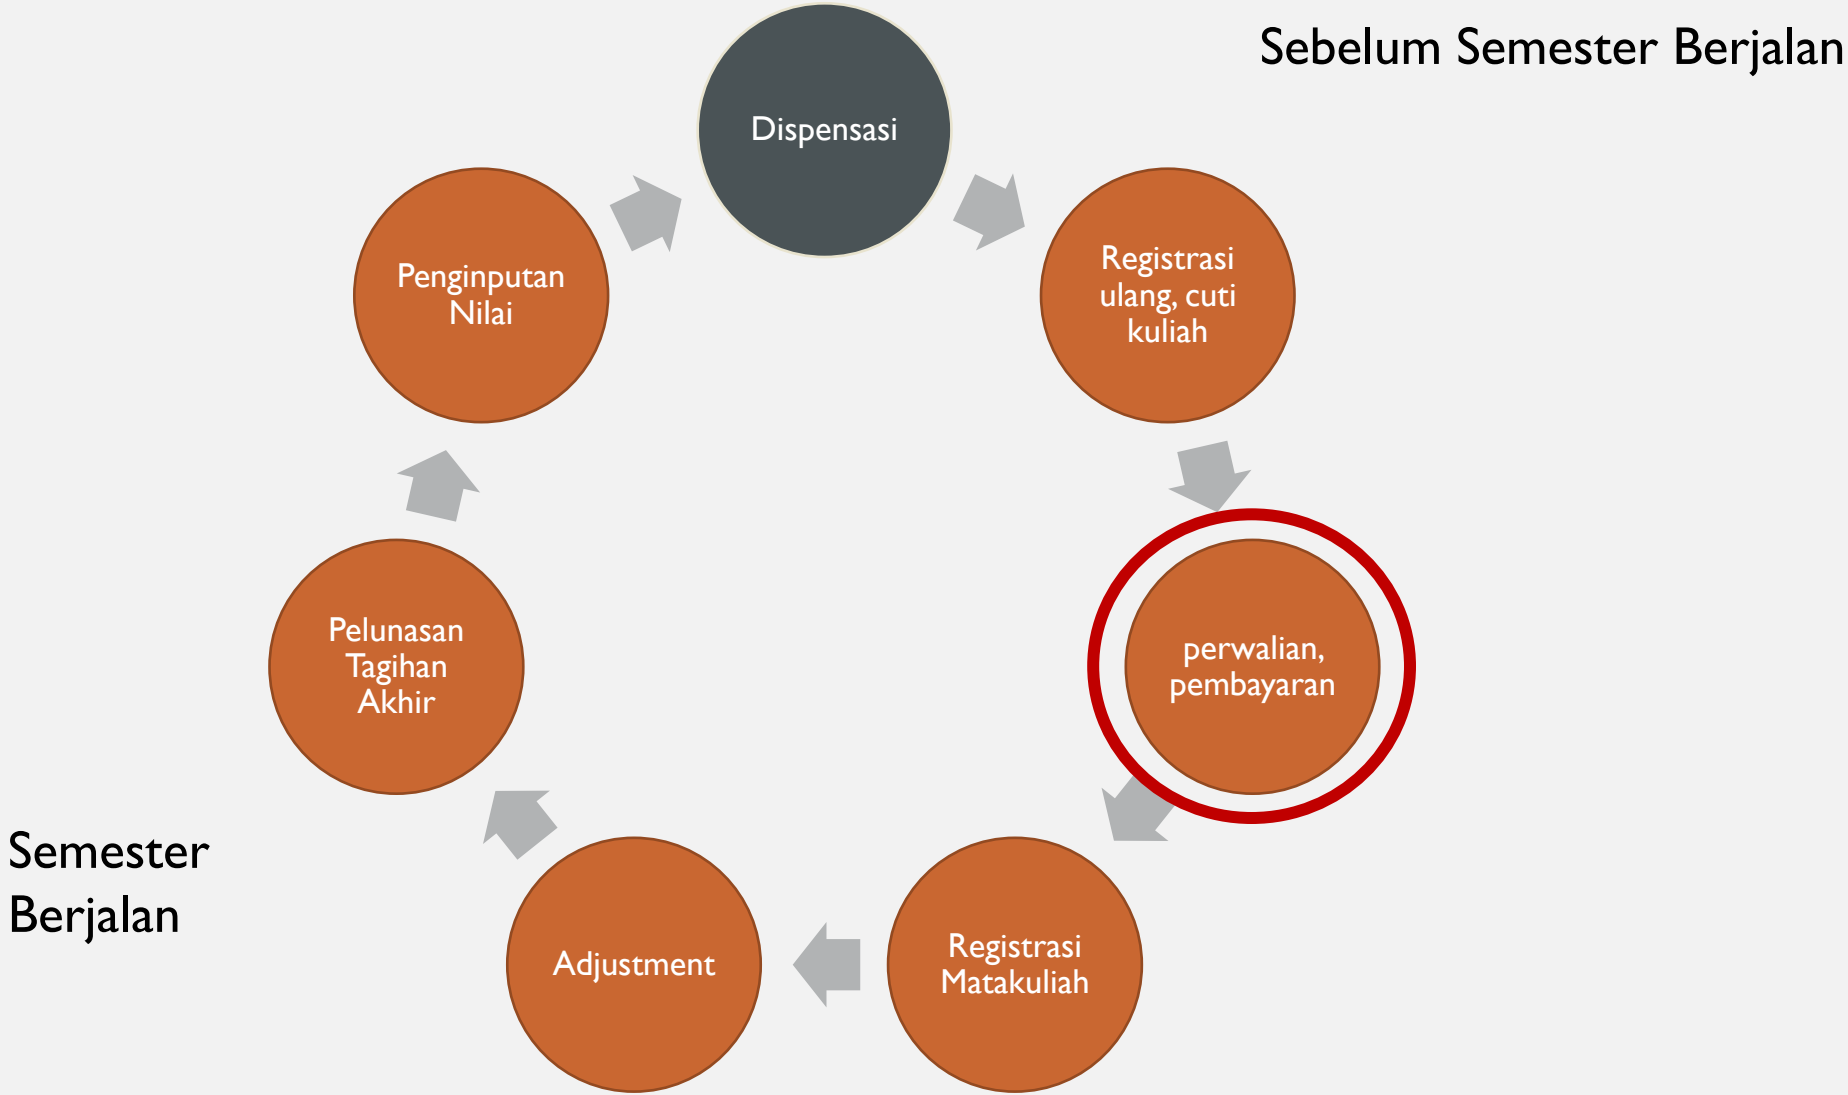 Sebelum Semester Berjalan
Dispensasi
Registrasi
ulang, cuti
kuliah
perwalian,
pembayaran
Registrasi
Matakuliah
Adjustment
Pelunasan
Tagihan
Akhir
Penginputan
Nilai
Semester
Berjalan